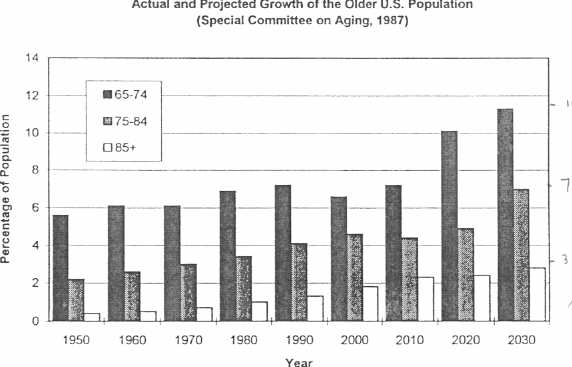 Actual and Projected Growth of the Older U.S. Population
(Special Committee on Aging, 1987)
14
12
10
8
6
4
2
0
Percentage of Population
65-74
75-84
85+
7
3
1950 1960 1970 1980 1990 2000 2010 2020 2030
Year